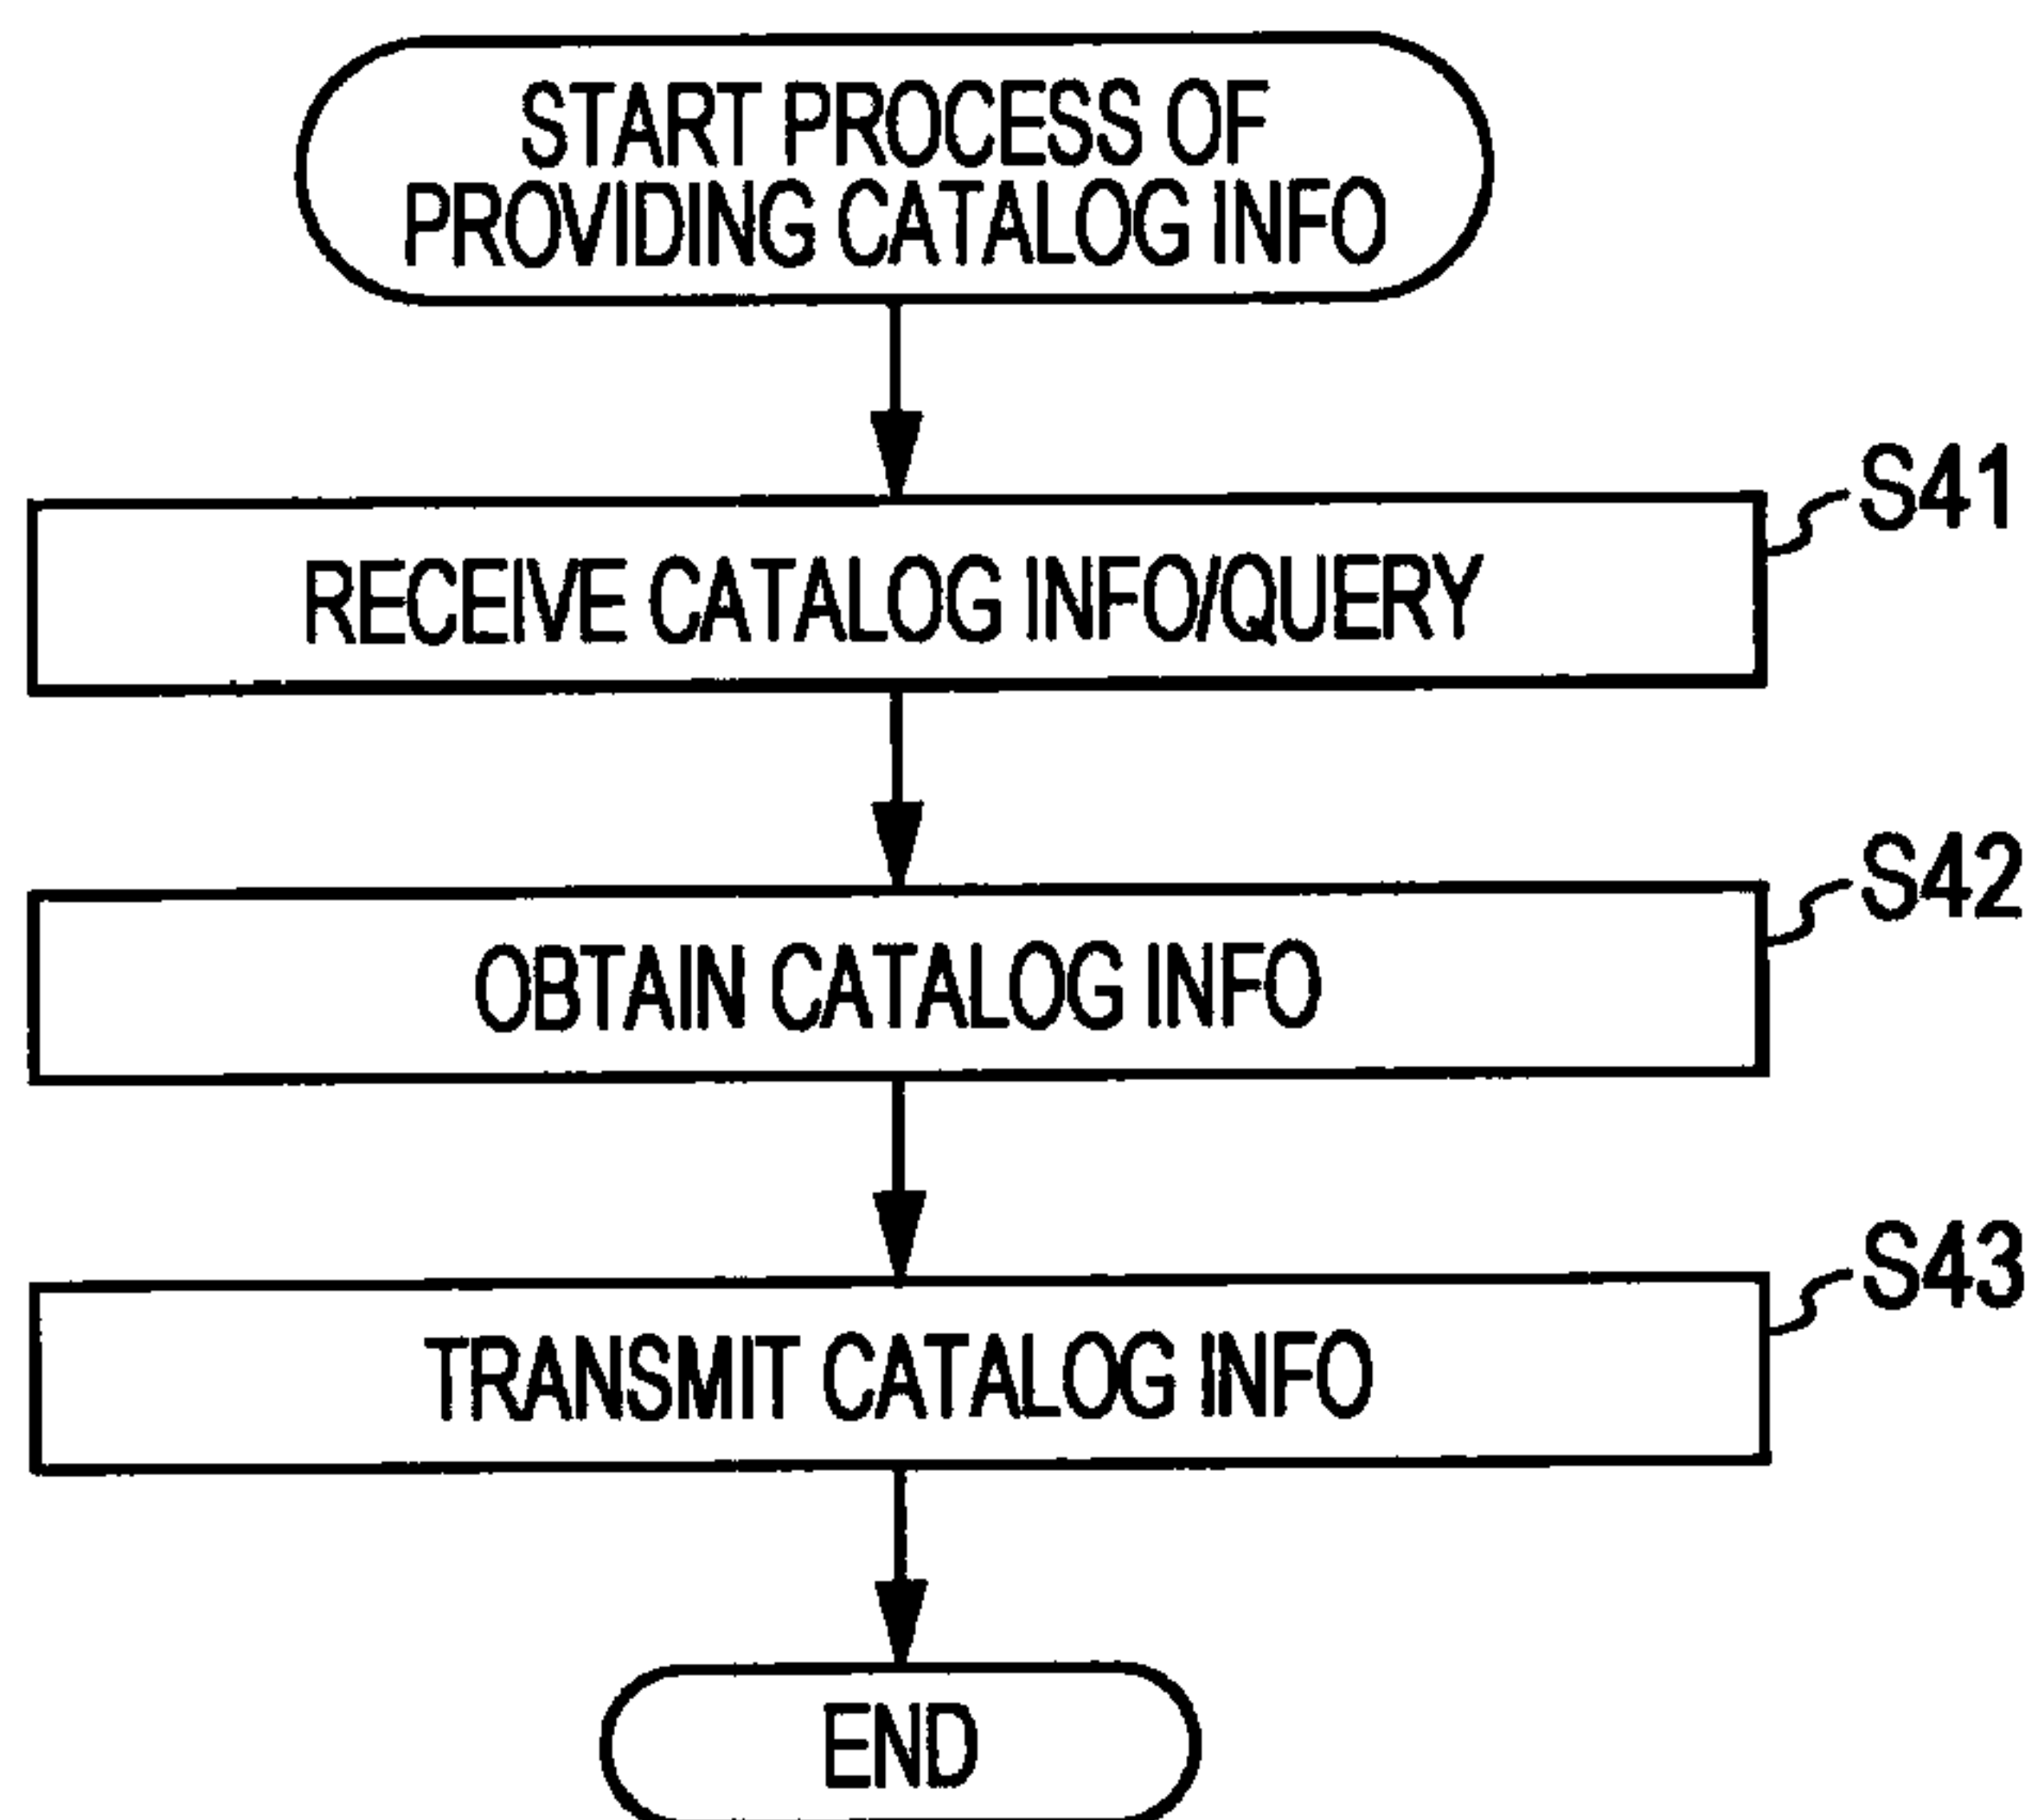 START PROCESS OF
PROVIDING CATALOG INFO
S41
RECEIVE CATALOG INFO/QUERY
S42
OBTAIN CATALOG INFO
S43
TRANSMIT CATALOG INFO
END